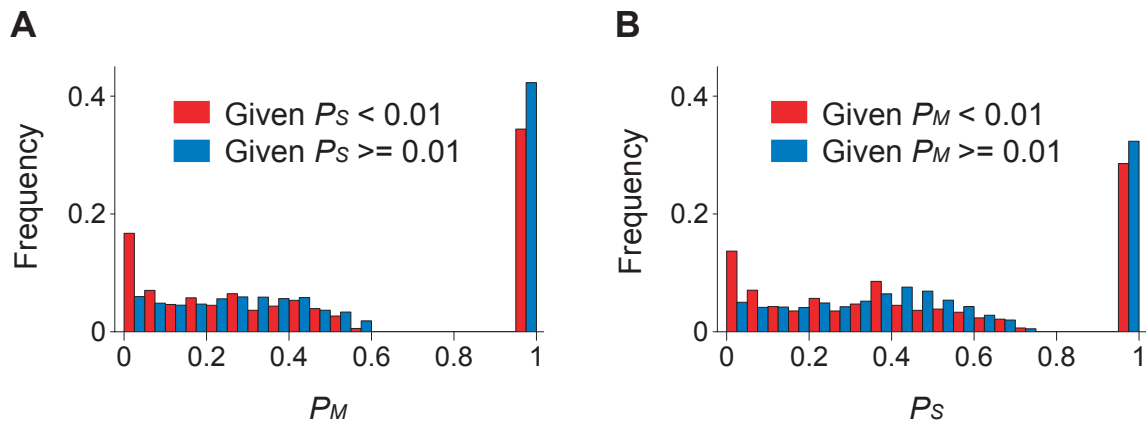 A
Frequency
0.4
0.2
0
Given PS < 0.01
Given PS >= 0.01
0 0.2 0.4 0.6 0.8 1
PM
B
Frequency
0.4
0.2
0
Given PM < 0.01
Given PM >= 0.01
0 0.2 0.4 0.6 0.8 1
PS